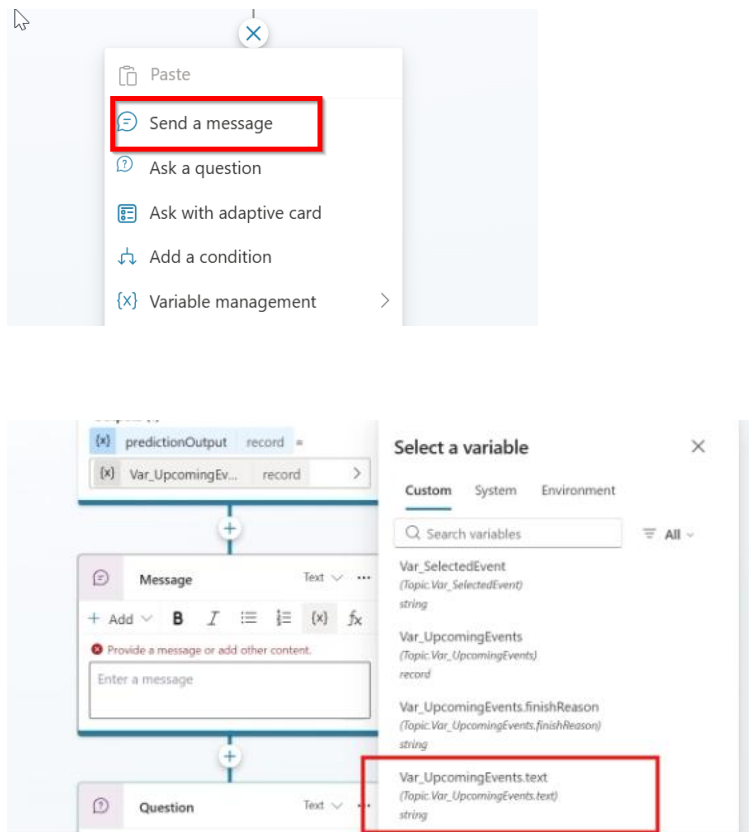 Paste
Send a message
Ask a question
Ask with adaptive card
Add a condition
{x} Variable management
{x} predictionOutput record =
{x} Var_UpcomingEv... record
Message Text ...
+ Add B I {x} fx
Provide a message or add other content.
Enter a message
Question Text ...
Select a variable
Custom System Environment
Search variables All
Var_SelectedEvent
(Topic.Var_SelectedEvent)
string
Var_UpcomingEvents
(Topic.Var_UpcomingEvents)
record
Var_UpcomingEvents.finishReason
(Topic.Var_UpcomingEvents.finishReason)
string
Var_UpcomingEvents.text
(Topic.Var_UpcomingEvents.text)
string